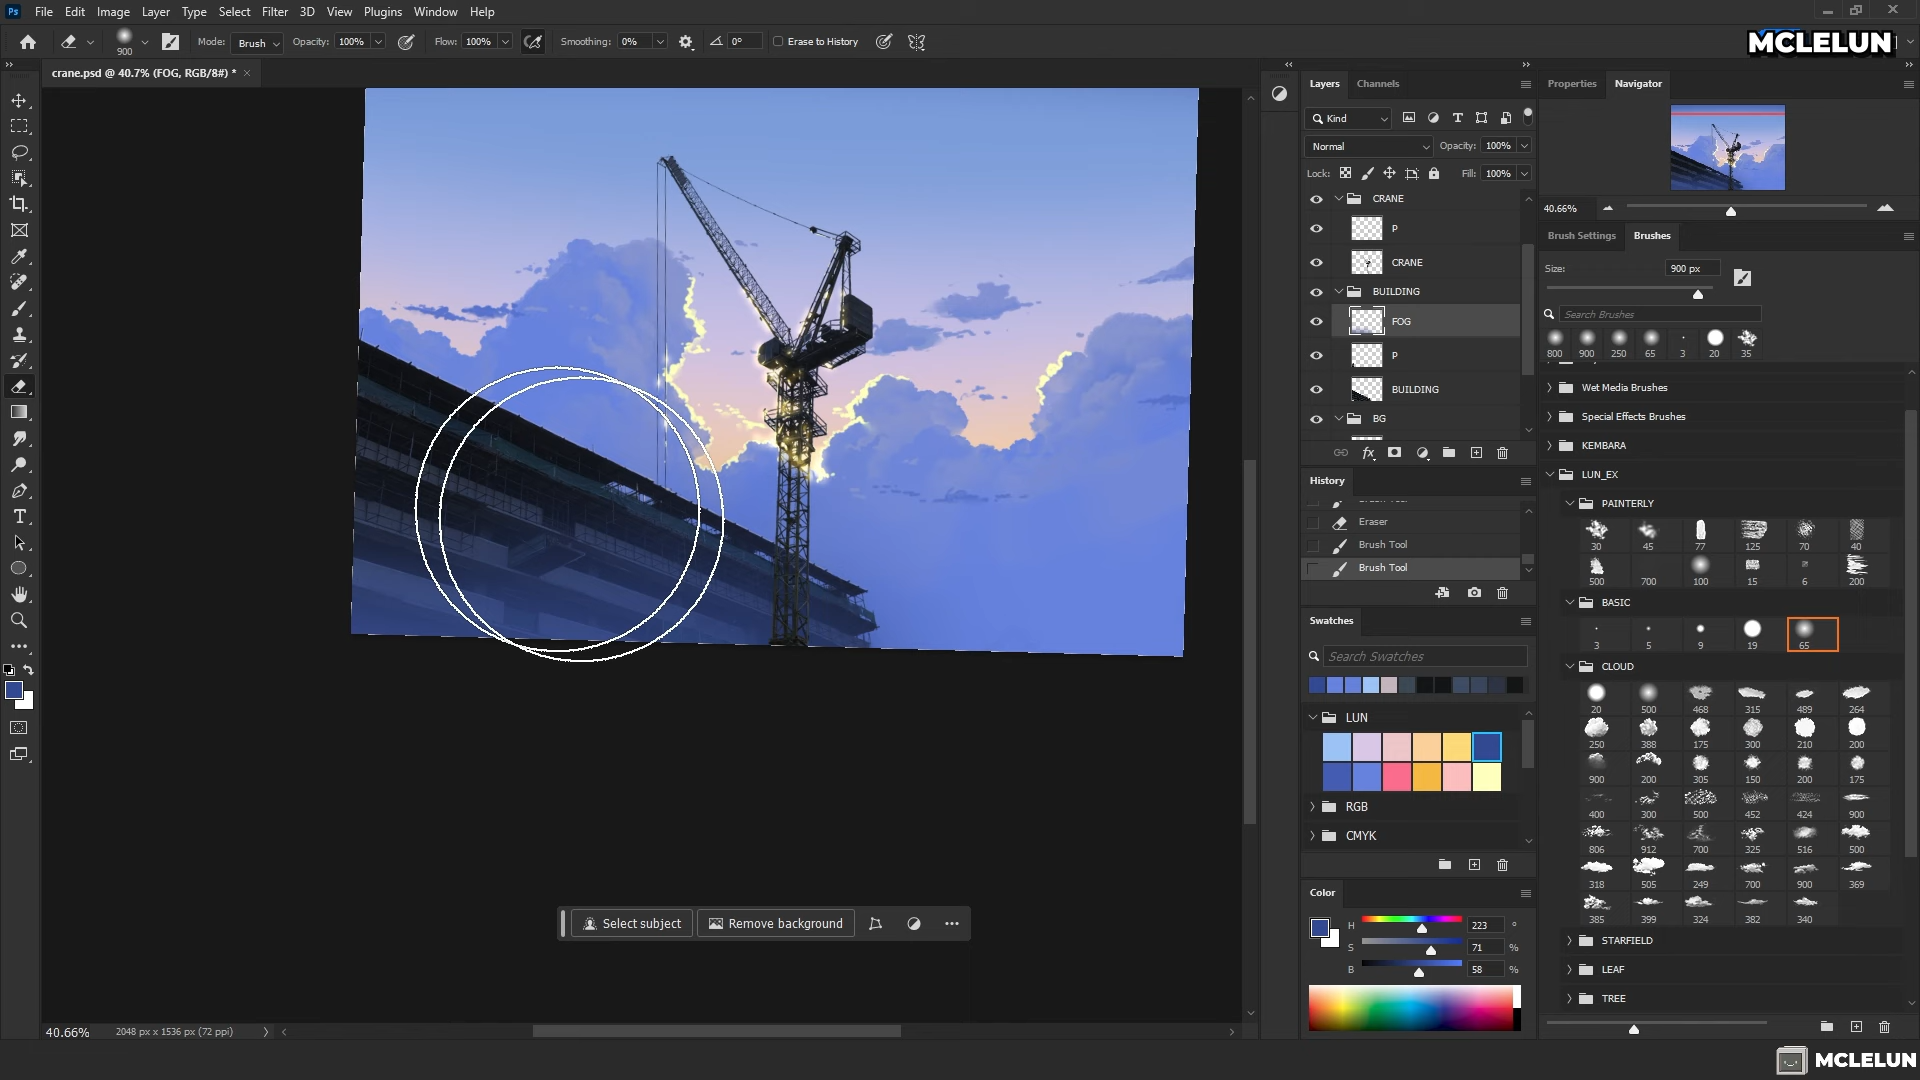 Ps File Edit Image Layer Type Select Filter 3D View Plugins Window Help
900 Mode: Brush Opacity: 100% Flow: 100% Smoothing: 0% 0° Erase to History
MCLELUN
crane.psd @ 40.7% (FOG, RGB/8#) *
Layers Channels
Kind
Normal Opacity: 100%
Lock: Fill: 100%
CRANE
P
CRANE
BUILDING
FOG
P
BUILDING
BG
History
Eraser
Brush Tool
Brush Tool
Swatches
Search Swatches
LUN
RGB
CMYK
Color
H 223 °
S 71 %
B 58 %
Properties Navigator
40.66%
Brush Settings Brushes
Size: 900 px
Search Brushes
800 900 250 65 3 20 35
Wet Media Brushes
Special Effects Brushes
KEMBARA
LUN_EX
PAINTERLY
30 45 77 125 70 40
500 700 100 15 6 200
BASIC
3 5 9 19 65
CLOUD
20 500 468 315 489 264
250 388 175 300 210 200
900 200 305 150 200 175
400 300 500 452 424 900
806 912 700 325 516 500
318 505 249 700 900 369
385 399 324 382 340
STARFIELD
LEAF
TREE
Select subject Remove background
40.66% 2048 px x 1536 px (72 ppi)
MCLELUN